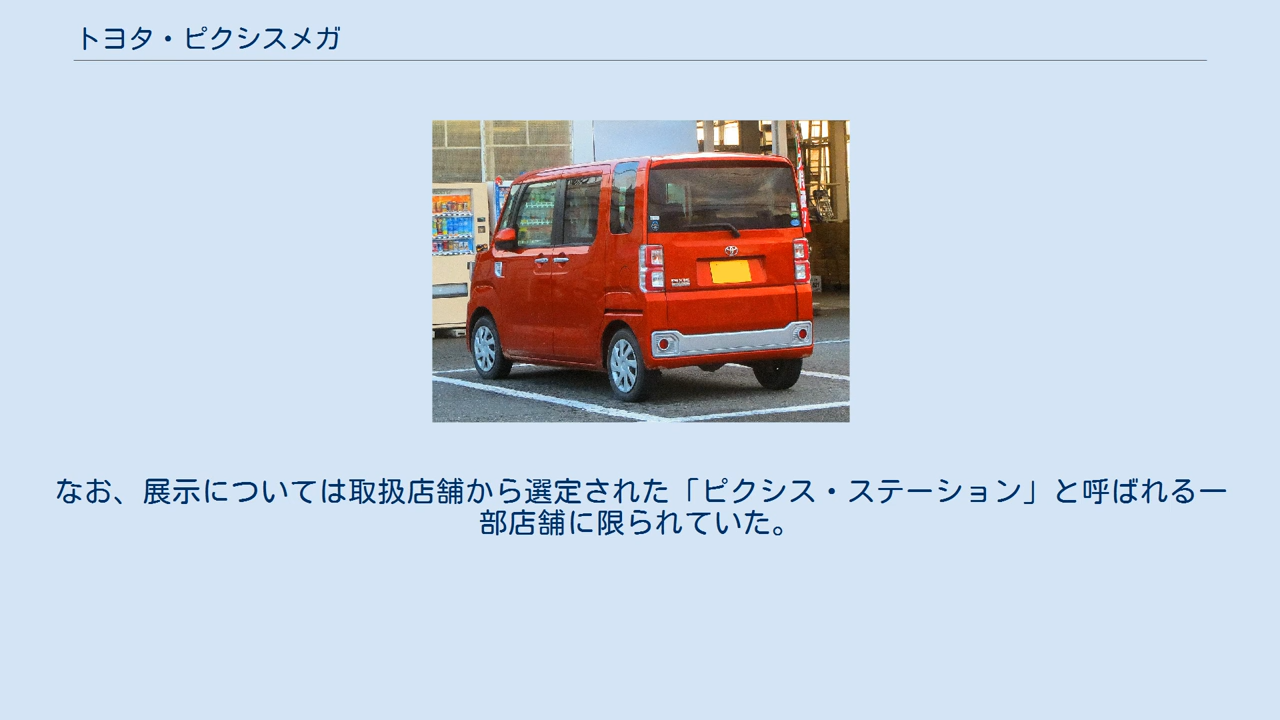 トヨタ・ピクシスメガ
なお、展示については取扱店舗から選定された「ピクシス・ステーション」と呼ばれる一
部店舗に限られていた。